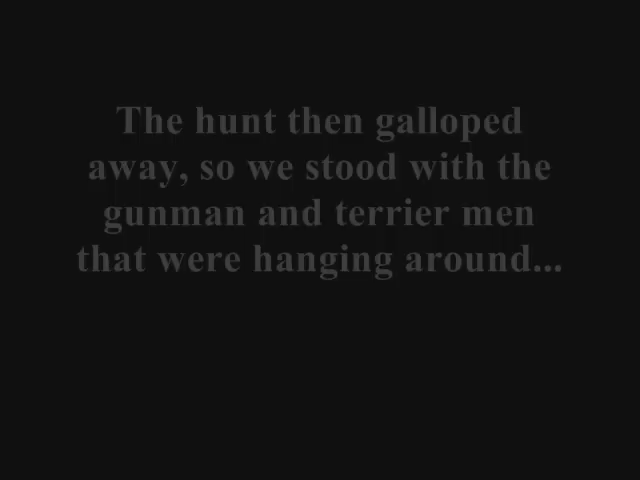 The hunt then galloped
away, so we stood with the
gunman and terrier men
that were hanging around...